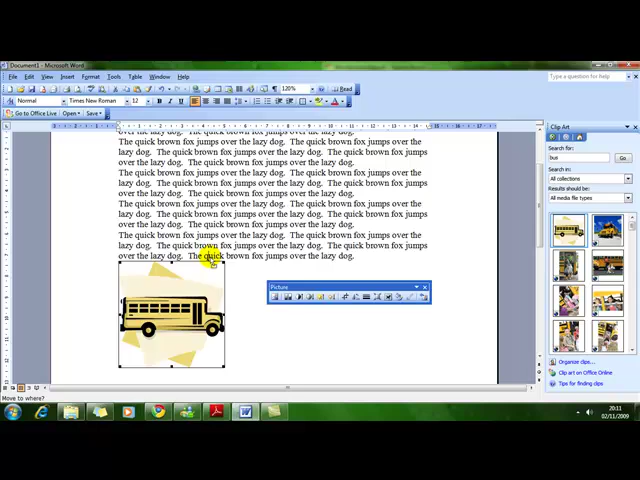 Document1 - Microsoft Word
File Edit View Insert Format Tools Table Window Help
Type a question for help
120% Read
Normal Times New Roman 12
Go to Office Live Open Save
over the lazy dog. The quick brown fox jumps over the lazy dog.
The quick brown fox jumps over the lazy dog. The quick brown fox jumps over the
lazy dog. The quick brown fox jumps over the lazy dog. The quick brown fox jumps
over the lazy dog. The quick brown fox jumps over the lazy dog.
The quick brown fox jumps over the lazy dog. The quick brown fox jumps over the
lazy dog. The quick brown fox jumps over the lazy dog. The quick brown fox jumps
over the lazy dog. The quick brown fox jumps over the lazy dog.
The quick brown fox jumps over the lazy dog. The quick brown fox jumps over the
lazy dog. The quick brown fox jumps over the lazy dog. The quick brown fox jumps
over the lazy dog. The quick brown fox jumps over the lazy dog.
The quick brown fox jumps over the lazy dog. The quick brown fox jumps over the
lazy dog. The quick brown fox jumps over the lazy dog. The quick brown fox jumps
over the lazy dog. The quick brown fox jumps over the lazy dog.
Picture
Clip Art
Search for:
bus
Go
Search in:
All collections
Results should be:
All media file types
Organize clips...
Clip art on Office Online
Tips for finding clips
Move to where?
20:11
02/11/2009